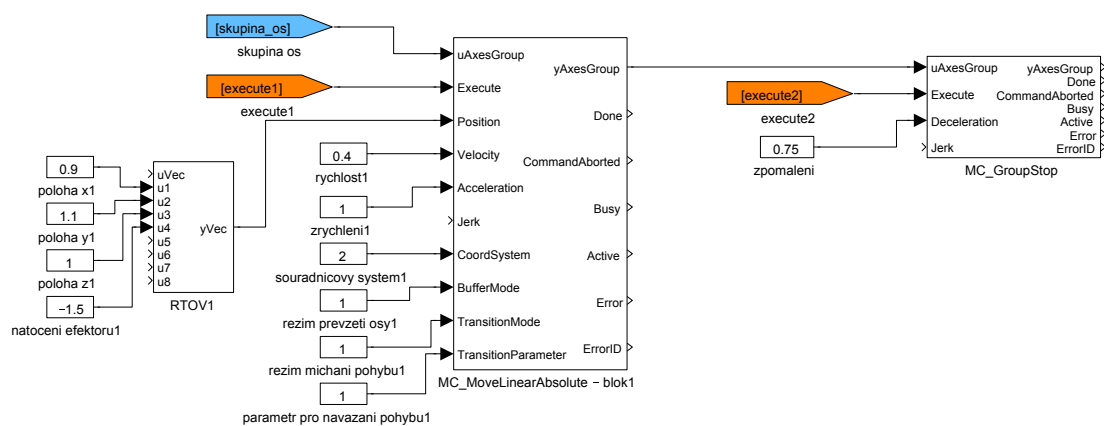 [skupina_os]
skupina os
[execute1]
execute1
0.9
poloha x1
1.1
poloha y1
1
poloha z1
−1.5
natoceni efektoru1
uVec
u1
u2
u3
u4
u5
u6
u7
u8
yVec
RTOV1
0.4
rychlost1
1
zrychleni1
2
souradnicovy system1
1
rezim prevzeti osy1
1
rezim michani pohybu1
1
parametr pro navazani pohybu1
uAxesGroup
Execute
Position
Velocity
Acceleration
Jerk
CoordSystem
BufferMode
TransitionMode
TransitionParameter
yAxesGroup
Done
CommandAborted
Busy
Active
Error
ErrorID
MC_MoveLinearAbsolute − blok1
[execute2]
execute2
0.75
zpomaleni
uAxesGroup
Execute
Deceleration
Jerk
yAxesGroup
Done
CommandAborted
Busy
Active
Error
ErrorID
MC_GroupStop